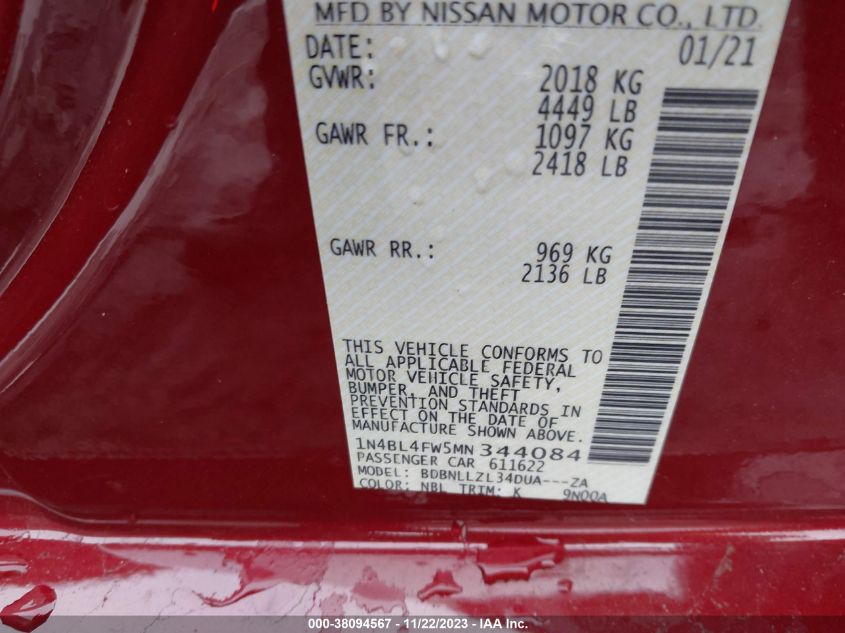 MFD BY NISSAN MOTOR CO., LTD.
DATE: 01/21
GVWR: 2018 KG
4449 LB
GAWR FR.: 1097 KG
2418 LB
GAWR RR.: 969 KG
2136 LB
THIS VEHICLE CONFORMS TO
ALL APPLICABLE FEDERAL
MOTOR VEHICLE SAFETY,
BUMPER, AND THEFT
PREVENTION STANDARDS IN
EFFECT ON THE DATE OF
MANUFACTURE SHOWN ABOVE.
1N4BL4FW5MN344084
PASSENGER CAR 611622
MODEL: BDBNLLZL34DUA---ZA
COLOR: NBL TRIM: K 9N00A
000-38094567 - 11/22/2023 - IAA Inc.